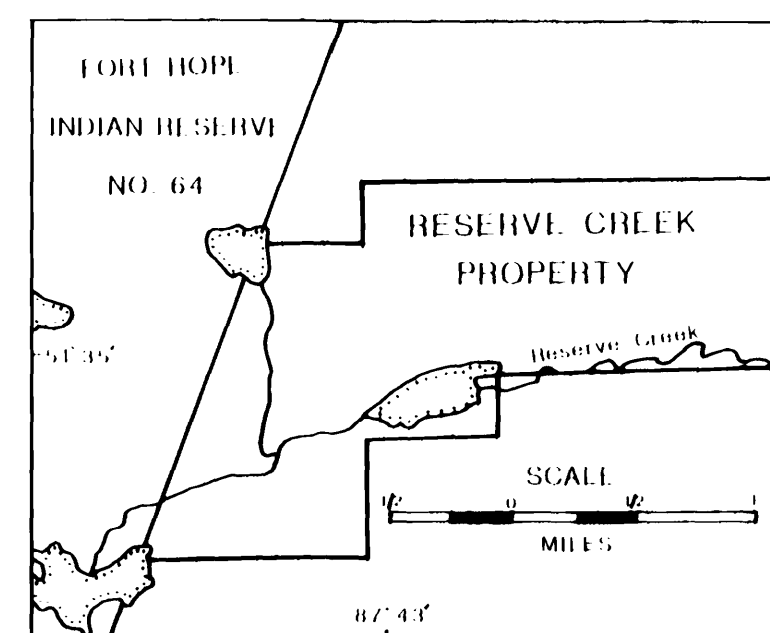 FORT HOPE
INDIAN RESERVE
NO. 64
RESERVE CREEK
PROPERTY
51°35'
Reserve Creek
SCALE
1/2 0 1/2 1
MILES
87°43'